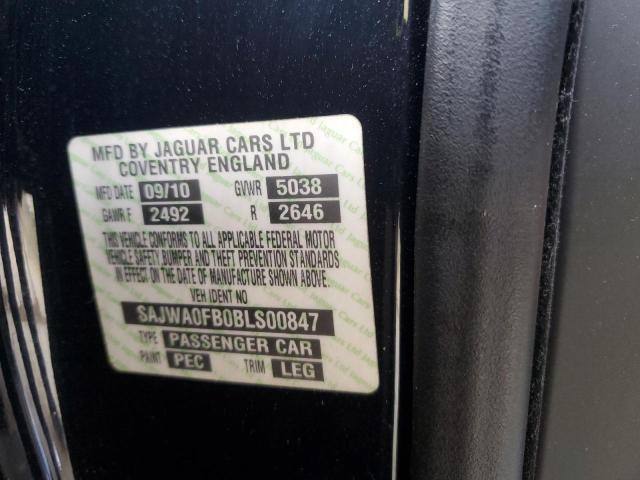 MFD BY JAGUAR CARS LTD
COVENTRY ENGLAND
MFD DATE 09/10 GVWR 5038
GAWR F 2492 R 2646
THIS VEHICLE CONFORMS TO ALL APPLICABLE FEDERAL MOTOR
VEHICLE SAFETY, BUMPER AND THEFT PREVENTION STANDARDS
IN EFFECT ON THE DATE OF MANUFACTURE SHOWN ABOVE.
VEH IDENT NO
SAJWA0FB0BLS00847
TYPE PASSENGER CAR
PAINT PEC TRIM LEG